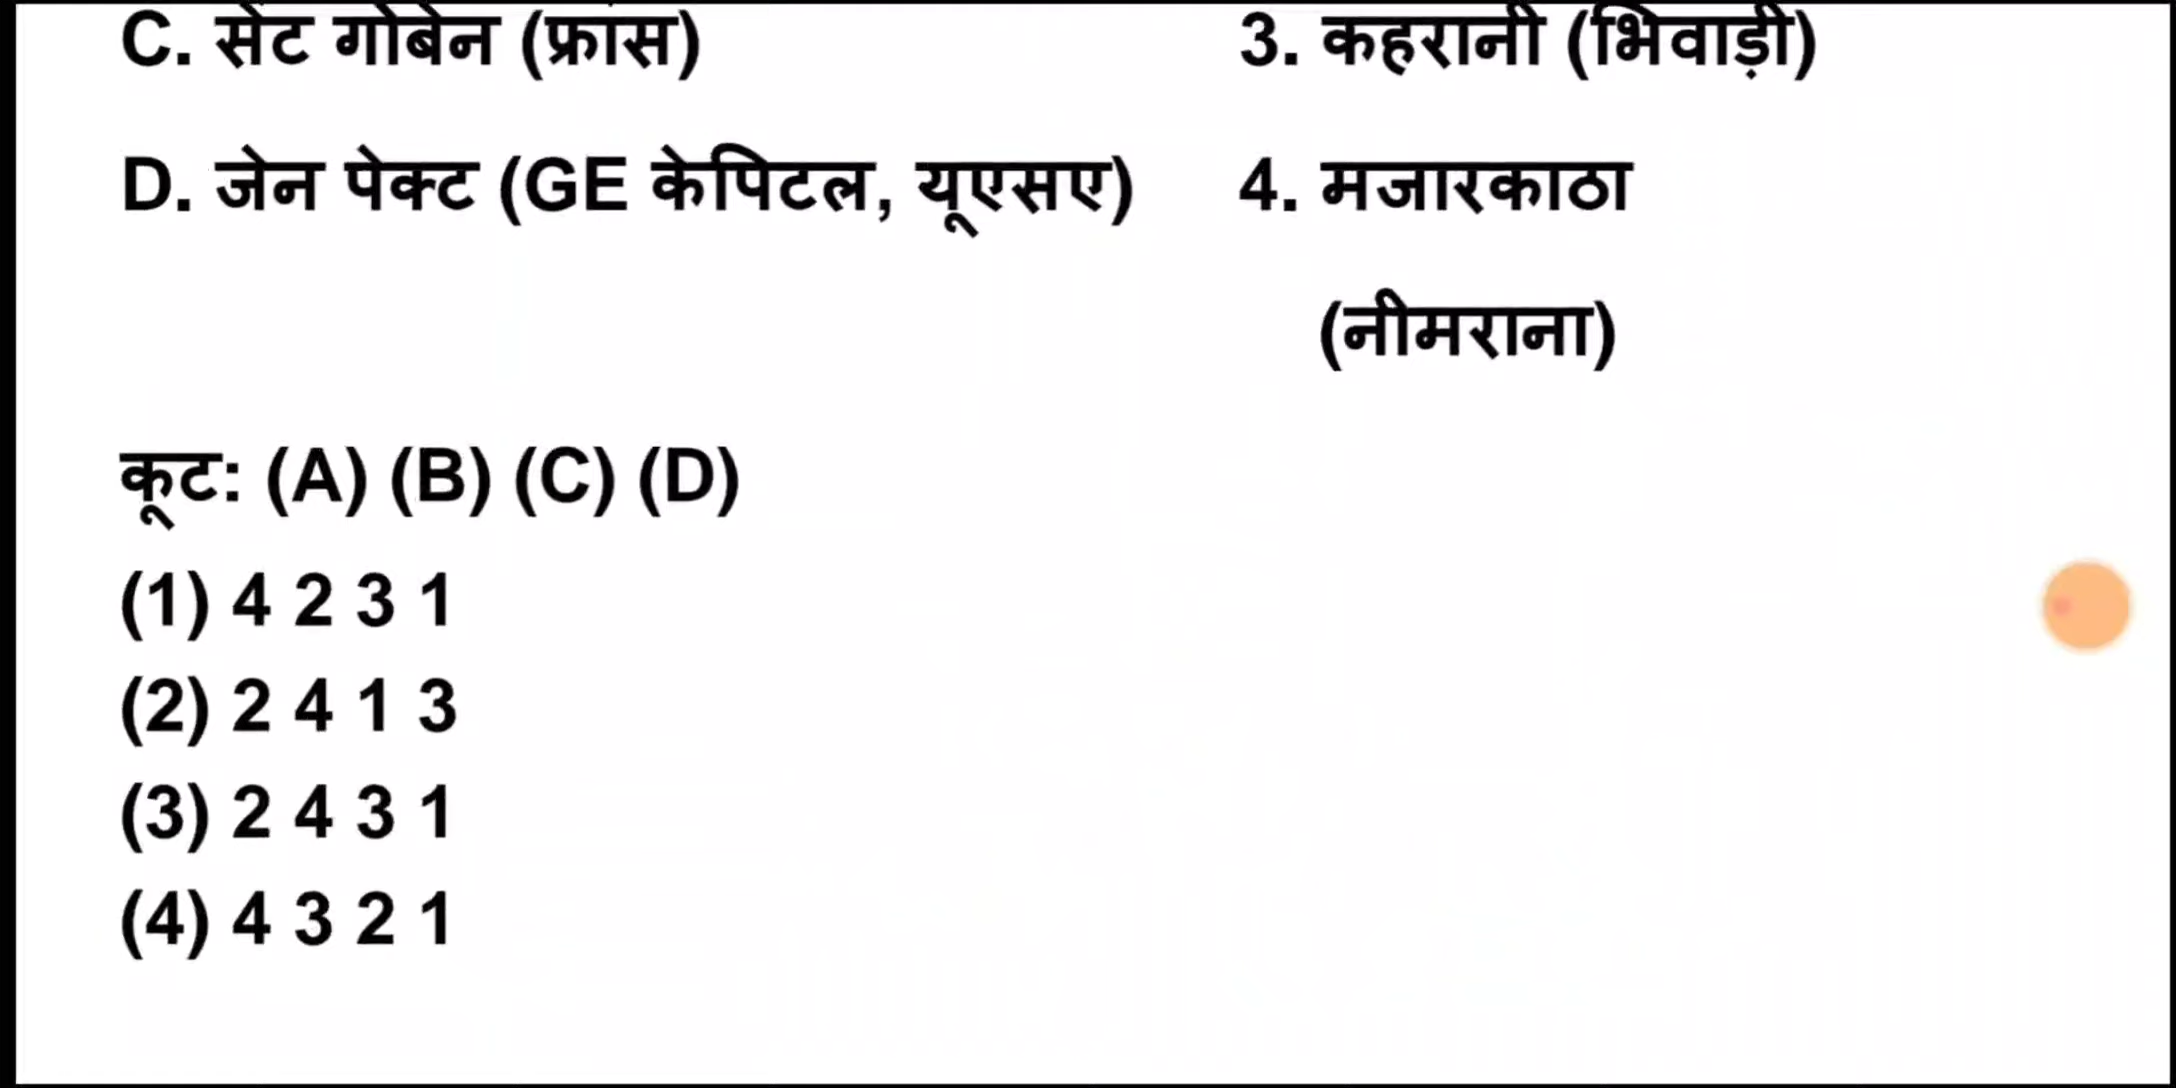 C. सेंट गोबेन (फ्रांस) 3. कहरानी (भिवाड़ी)
D. जेन पेक्ट (GE केपिटल, यूएसए) 4. मजारकाठा
(नीमराना)
कूट: (A) (B) (C) (D)
(1) 4 2 3 1
(2) 2 4 1 3
(3) 2 4 3 1
(4) 4 3 2 1